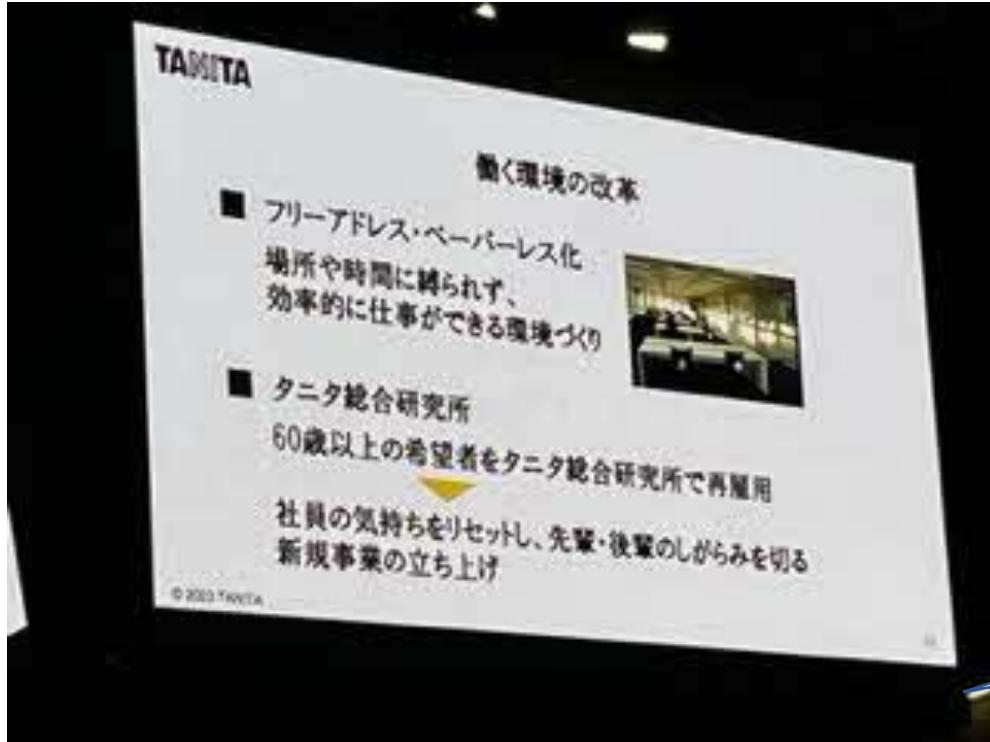 TANITA
働く環境の改革
■ フリーアドレス・ペーパーレス化
場所や時間に縛られず、
効率的に仕事ができる環境づくり
■ タニタ総合研究所
60歳以上の希望者をタニタ総合研究所で再雇用
社員の気持ちをリセットし、先輩・後輩のしがらみを切る
新規事業の立ち上げ
© 2023 TANITA